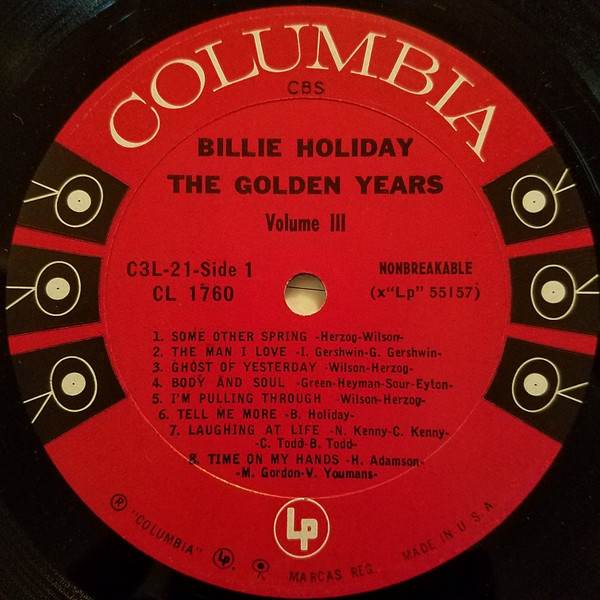 COLUMBIA
CBS
BILLIE HOLIDAY
THE GOLDEN YEARS
Volume III
C3L-21-Side 1
CL 1760
NONBREAKABLE
(x"Lp" 55157)
1. SOME OTHER SPRING -Herzog-Wilson-
2. THE MAN I LOVE -I. Gershwin-G. Gershwin-
3. GHOST OF YESTERDAY -Wilson-Herzog-
4. BODY AND SOUL -Green-Heyman-Sour-Eyton-
5. I'M PULLING THROUGH -Wilson-Herzog-
6. TELL ME MORE -B. Holiday-
7. LAUGHING AT LIFE -N. Kenny-C. Kenny-
-C. Todd-B. Todd-
8. TIME ON MY HANDS -H. Adamson-
-M. Gordon-V. Youmans-
Lp
® "COLUMBIA" Lp MARCAS REG. MADE IN U.S.A.